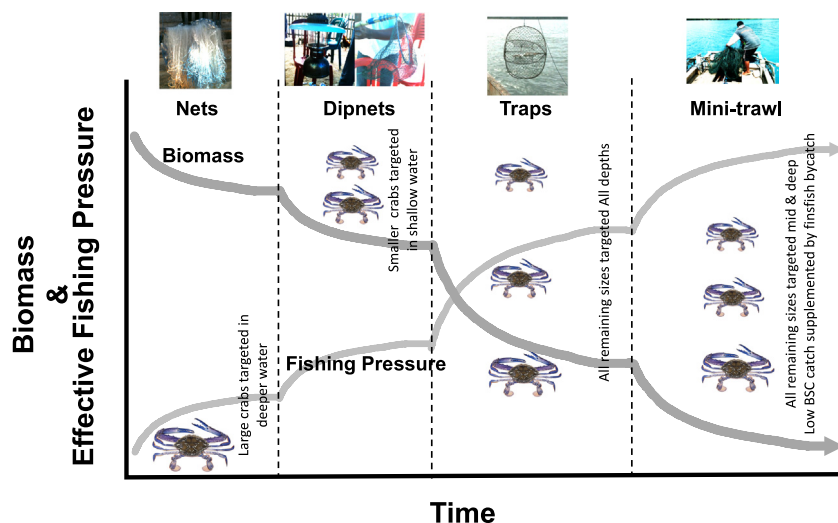 Nets
Dipnets
Traps
Mini-trawl
Biomass
Fishing Pressure
Large crabs targeted in
deeper water
Smaller crabs targeted
in shallow water
All remaining sizes targeted All depths
All remaining sizes targeted mid & deep
Low BSC catch supplemented by finsfish bycatch
Biomass
&
Effective Fishing Pressure
Time